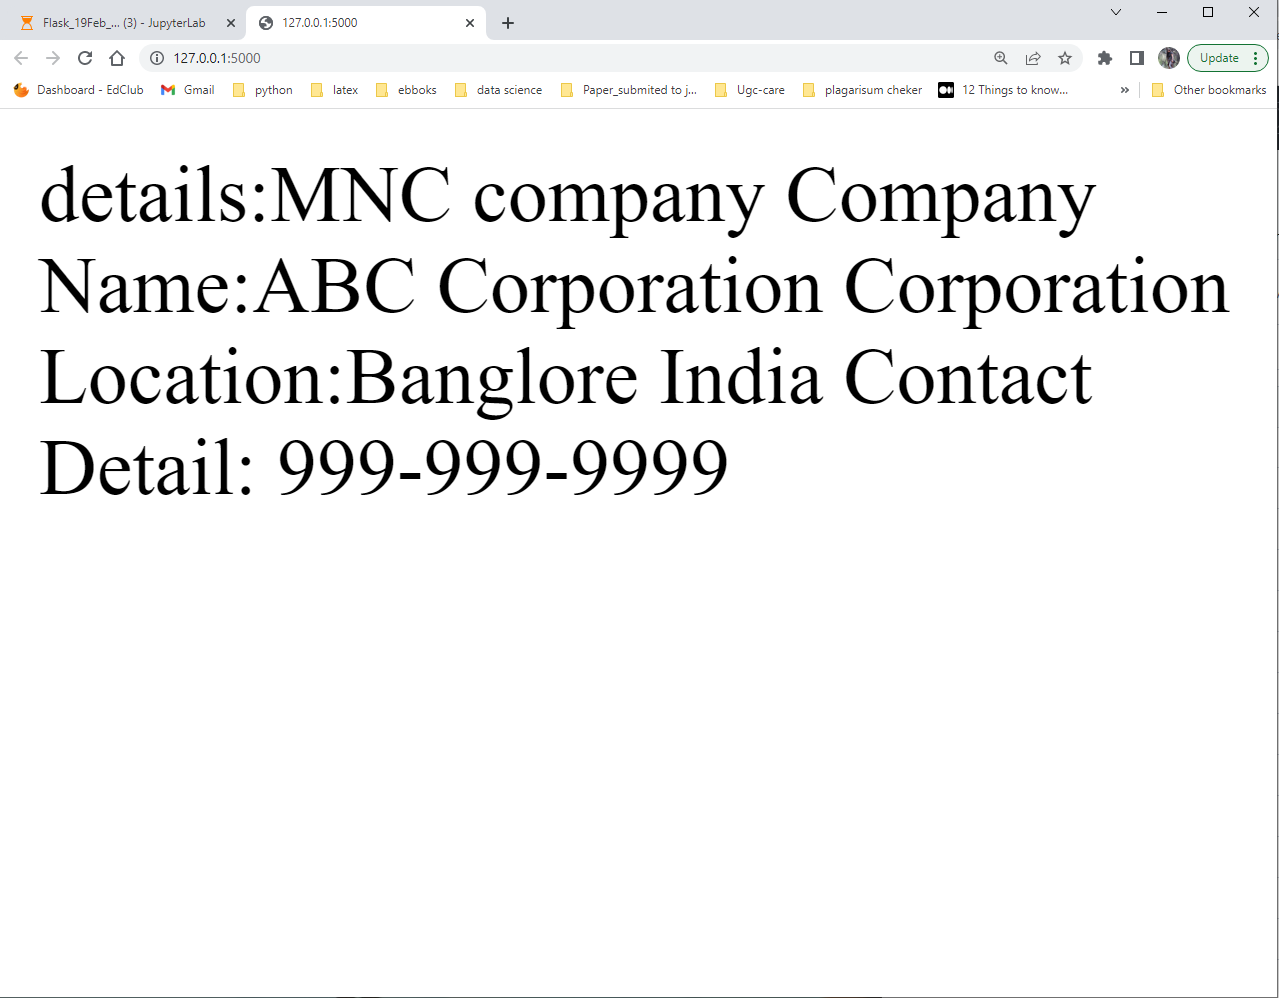 Flask_19Feb_... (3) - JupyterLab 127.0.0.1:5000
127.0.0.1:5000 Update
Dashboard - EdClub Gmail python latex ebboks data science Paper_submited to j... Ugc-care plagarisum cheker 12 Things to know... » Other bookmarks
details:MNC company Company
Name:ABC Corporation Corporation
Location:Banglore India Contact
Detail: 999-999-9999